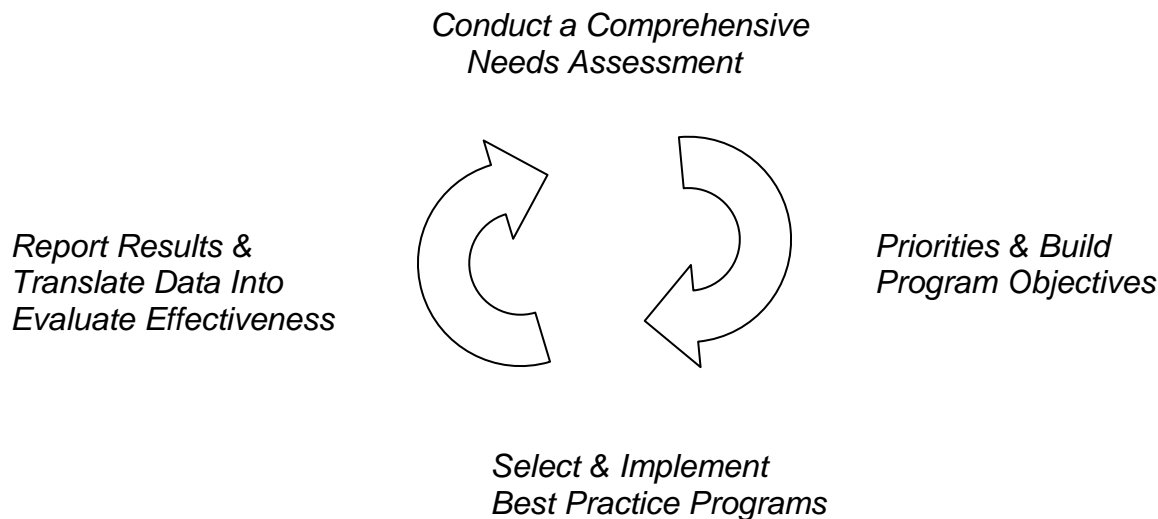 Conduct a Comprehensive
Needs Assessment
Report Results &
Translate Data Into
Evaluate Effectiveness
Priorities & Build
Program Objectives
Select & Implement
Best Practice Programs